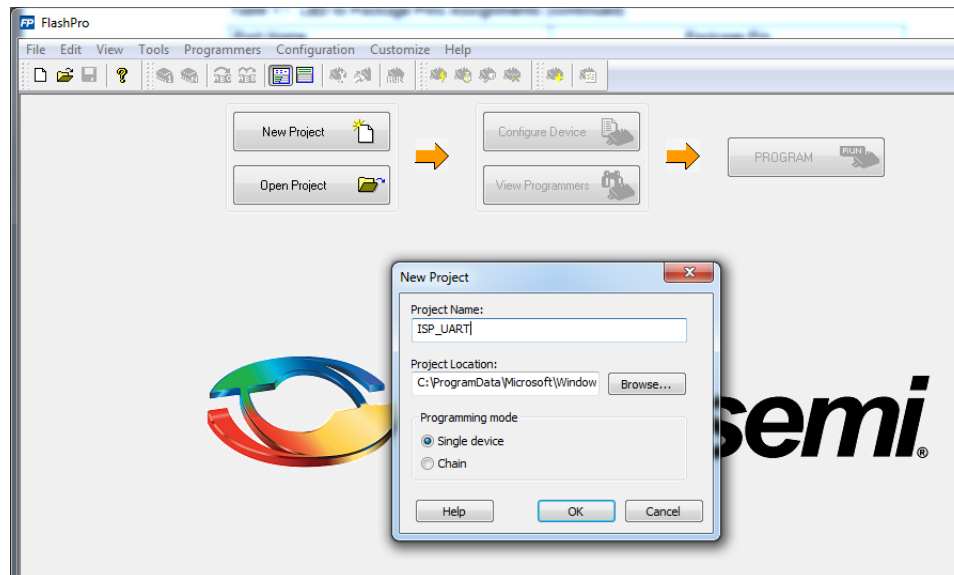 FP FlashPro
File Edit View Tools Programmers Configuration Customize Help
New Project
Open Project
Configure Device
View Programmers
PROGRAM
RUN
New Project
Project Name:
ISP_UART
Project Location:
C:\ProgramData\Microsoft\Window
Browse...
Programming mode
Single device
Chain
Help
OK
Cancel
semi®